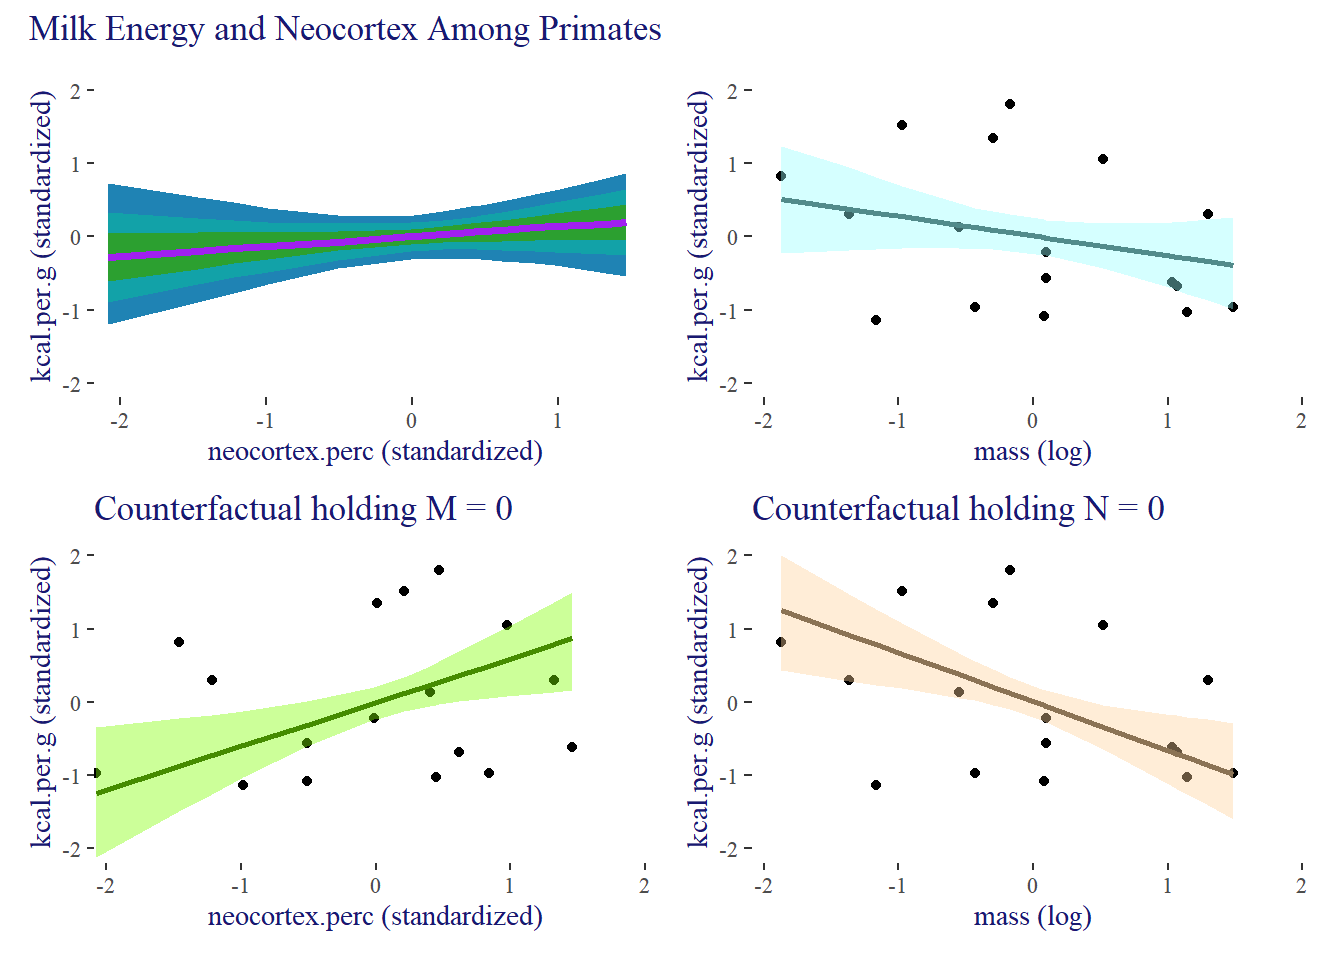 Milk Energy and Neocortex Among Primates
kcal.per.g (standardized)
2
1
0
-1
-2
-2 -1 0 1
neocortex.perc (standardized)
kcal.per.g (standardized)
2
1
0
-1
-2
-2 -1 0 1 2
mass (log)
Counterfactual holding M = 0
kcal.per.g (standardized)
2
1
0
-1
-2
-2 -1 0 1 2
neocortex.perc (standardized)
Counterfactual holding N = 0
kcal.per.g (standardized)
2
1
0
-1
-2
-2 -1 0 1 2
mass (log)